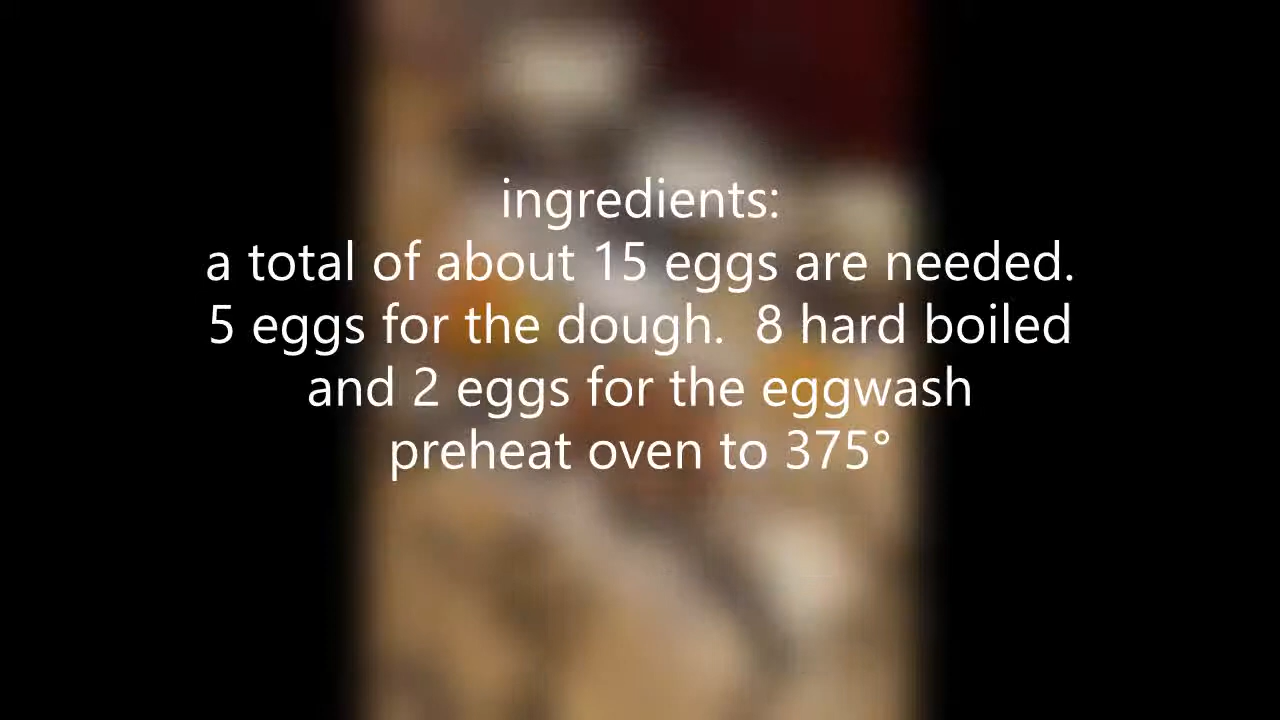 ingredients:
a total of about 15 eggs are needed.
5 eggs for the dough.  8 hard boiled
and 2 eggs for the eggwash
preheat oven to 375°